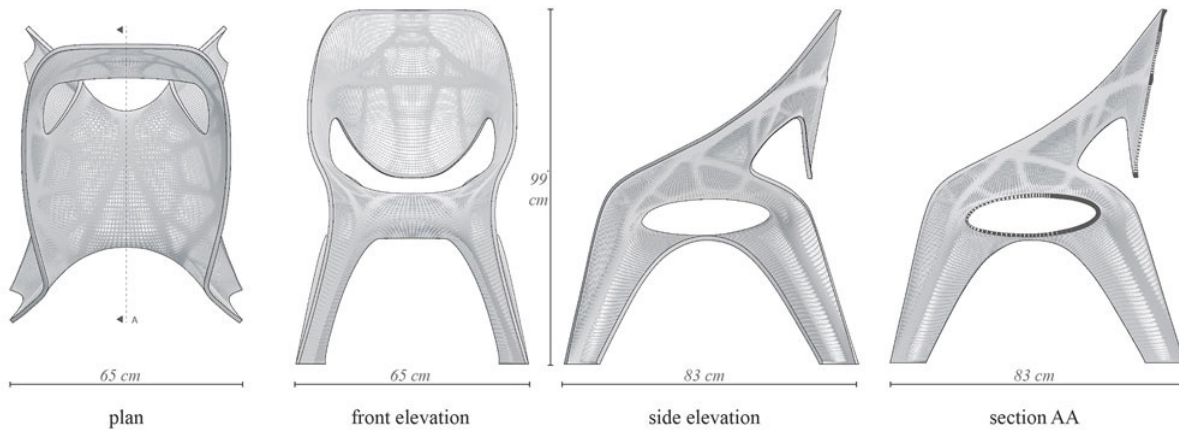 A
99
cm
65 cm
65 cm
83 cm
83 cm
plan
front elevation
side elevation
section AA